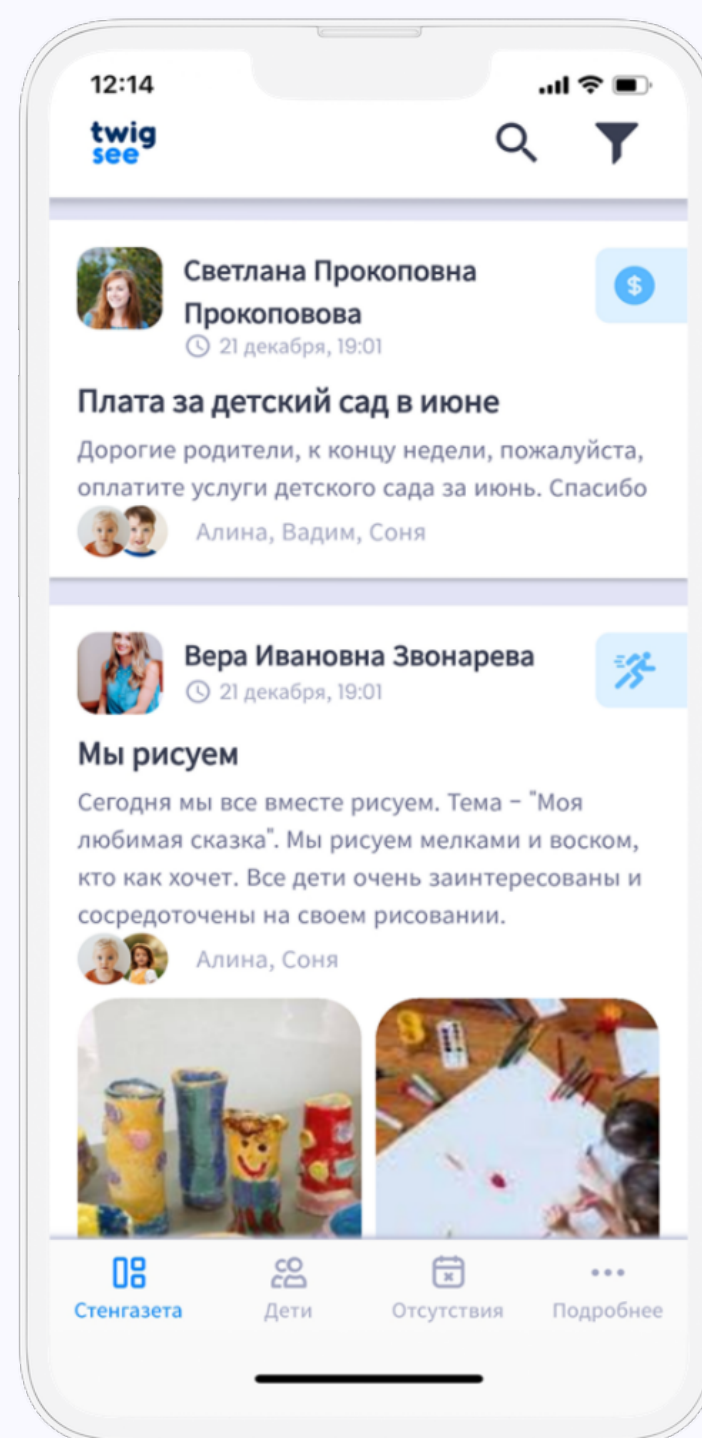 12:14
twig
see
Светлана Прокоповна
Прокоповова
21 декабря, 19:01
$
Плата за детский сад в июне
Дорогие родители, к концу недели, пожалуйста,
оплатите услуги детского сада за июнь. Спасибо
Алина, Вадим, Соня
Вера Ивановна Звонарева
21 декабря, 19:01
Мы рисуем
Сегодня мы все вместе рисуем. Тема – "Моя
любимая сказка". Мы рисуем мелками и воском,
кто как хочет. Все дети очень заинтересованы и
сосредоточены на своем рисовании.
Алина, Соня
Стенгазета
Дети
Отсутствия
Подробнее